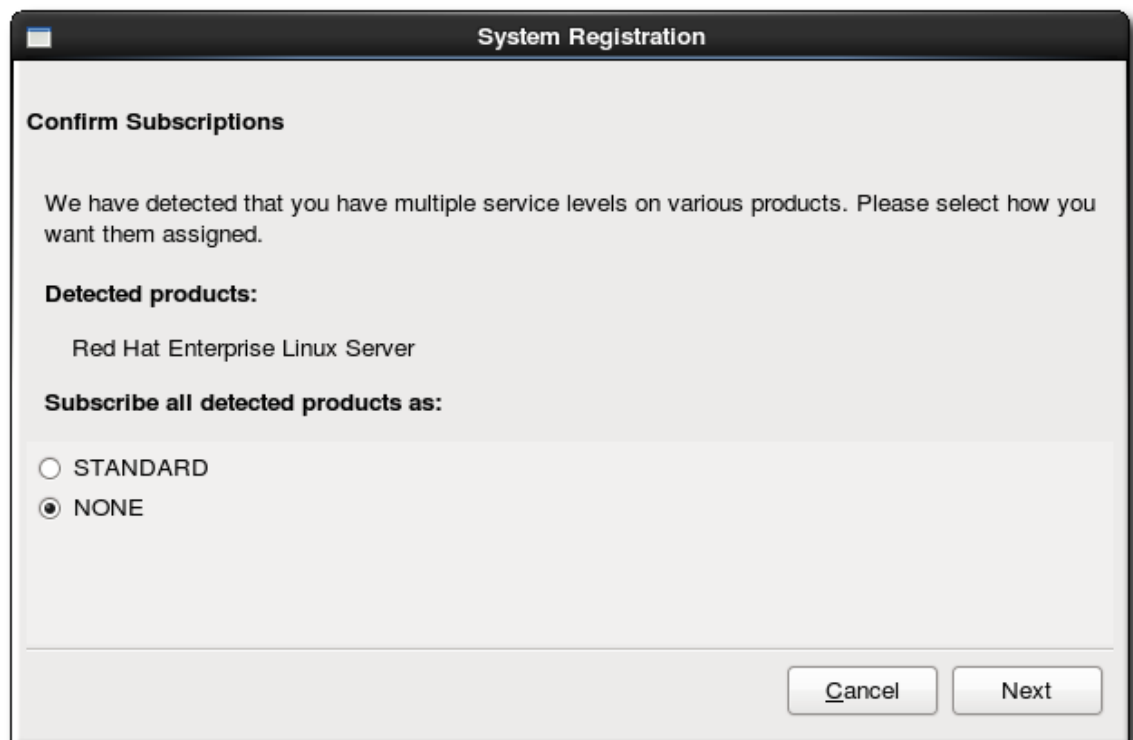 System Registration
Confirm Subscriptions
We have detected that you have multiple service levels on various products. Please select how you
want them assigned.
Detected products:
Red Hat Enterprise Linux Server
Subscribe all detected products as:
STANDARD
NONE
Cancel
Next